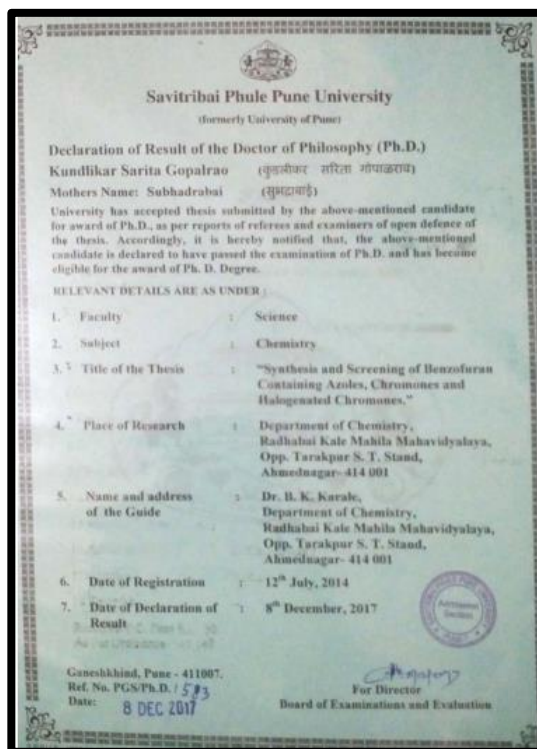 Savitribai Phule Pune University
(formerly University of Pune)
Declaration of Result of the Doctor of Philosophy (Ph.D.)
Kundlikar Sarita Gopalrao (कुंडलीकर सरिता गोपाळराव)
Mothers Name: Subhadrabai (सुभद्राबाई)
University has accepted thesis submitted by the above-mentioned candidate
for award of Ph.D., as per reports of referees and examiners of open defence of
the thesis. Accordingly, it is hereby notified that, the above-mentioned
candidate is declared to have passed the examination of Ph.D. and has become
eligible for the award of Ph. D. Degree.
RELEVANT DETAILS ARE AS UNDER :
1. Faculty : Science
2. Subject : Chemistry
3. Title of the Thesis : "Synthesis and Screening of Benzofuran
Containing Azoles, Chromones and
Halogenated Chromones."
4. Place of Research : Department of Chemistry,
Radhabai Kale Mahila Mahavidyalaya,
Opp. Tarakpur S. T. Stand,
Ahmednagar- 414 001
5. Name and address : Dr. B. K. Karale,
of the Guide Department of Chemistry,
Radhabai Kale Mahila Mahavidyalaya,
Opp. Tarakpur S. T. Stand,
Ahmednagar- 414 001
6. Date of Registration : 12th July, 2014
7. Date of Declaration of : 8th December, 2017
Result
Ganeshkhind, Pune - 411007.
Ref. No. PGS/Ph.D. / 513
Date: 8 DEC 2017
For Director
Board of Examinations and Evaluation